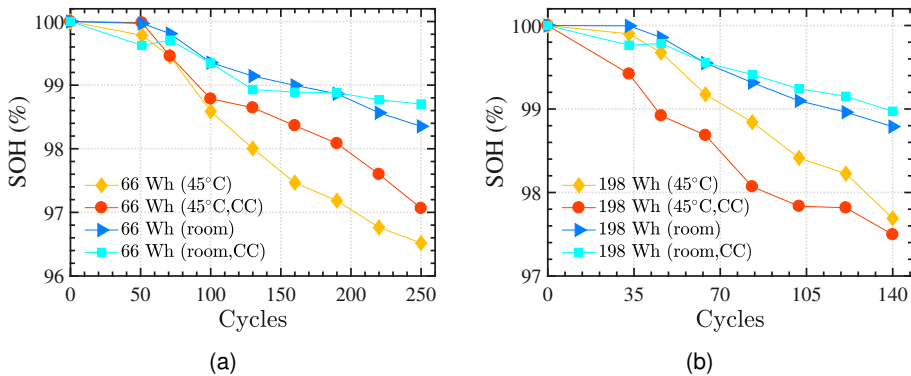 100
99
98
97
96
SOH (%)
66 Wh (45°C)
66 Wh (45°C,CC)
66 Wh (room)
66 Wh (room,CC)
0 50 100 150 200 250
Cycles
(a)
100
99
98
97
SOH (%)
198 Wh (45°C)
198 Wh (45°C,CC)
198 Wh (room)
198 Wh (room,CC)
0 35 70 105 140
Cycles
(b)